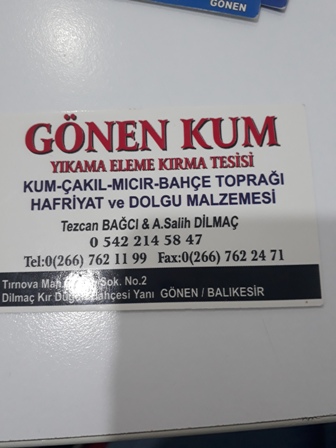 GÖNEN
GÖNEN KUM
YIKAMA ELEME KIRMA TESİSİ
KUM-ÇAKIL-MICIR-BAHÇE TOPRAĞI
HAFRİYAT ve DOLGU MALZEMESİ
Tezcan BAĞCI & A.Salih DİLMAÇ
0 542 214 58 47
Tel:0(266) 762 11 99 Fax:0(266) 762 24 71
Tırnova Mah. Sok. No.2
Dilmaç Kır Düğün Bahçesi Yanı GÖNEN / BALIKESİR